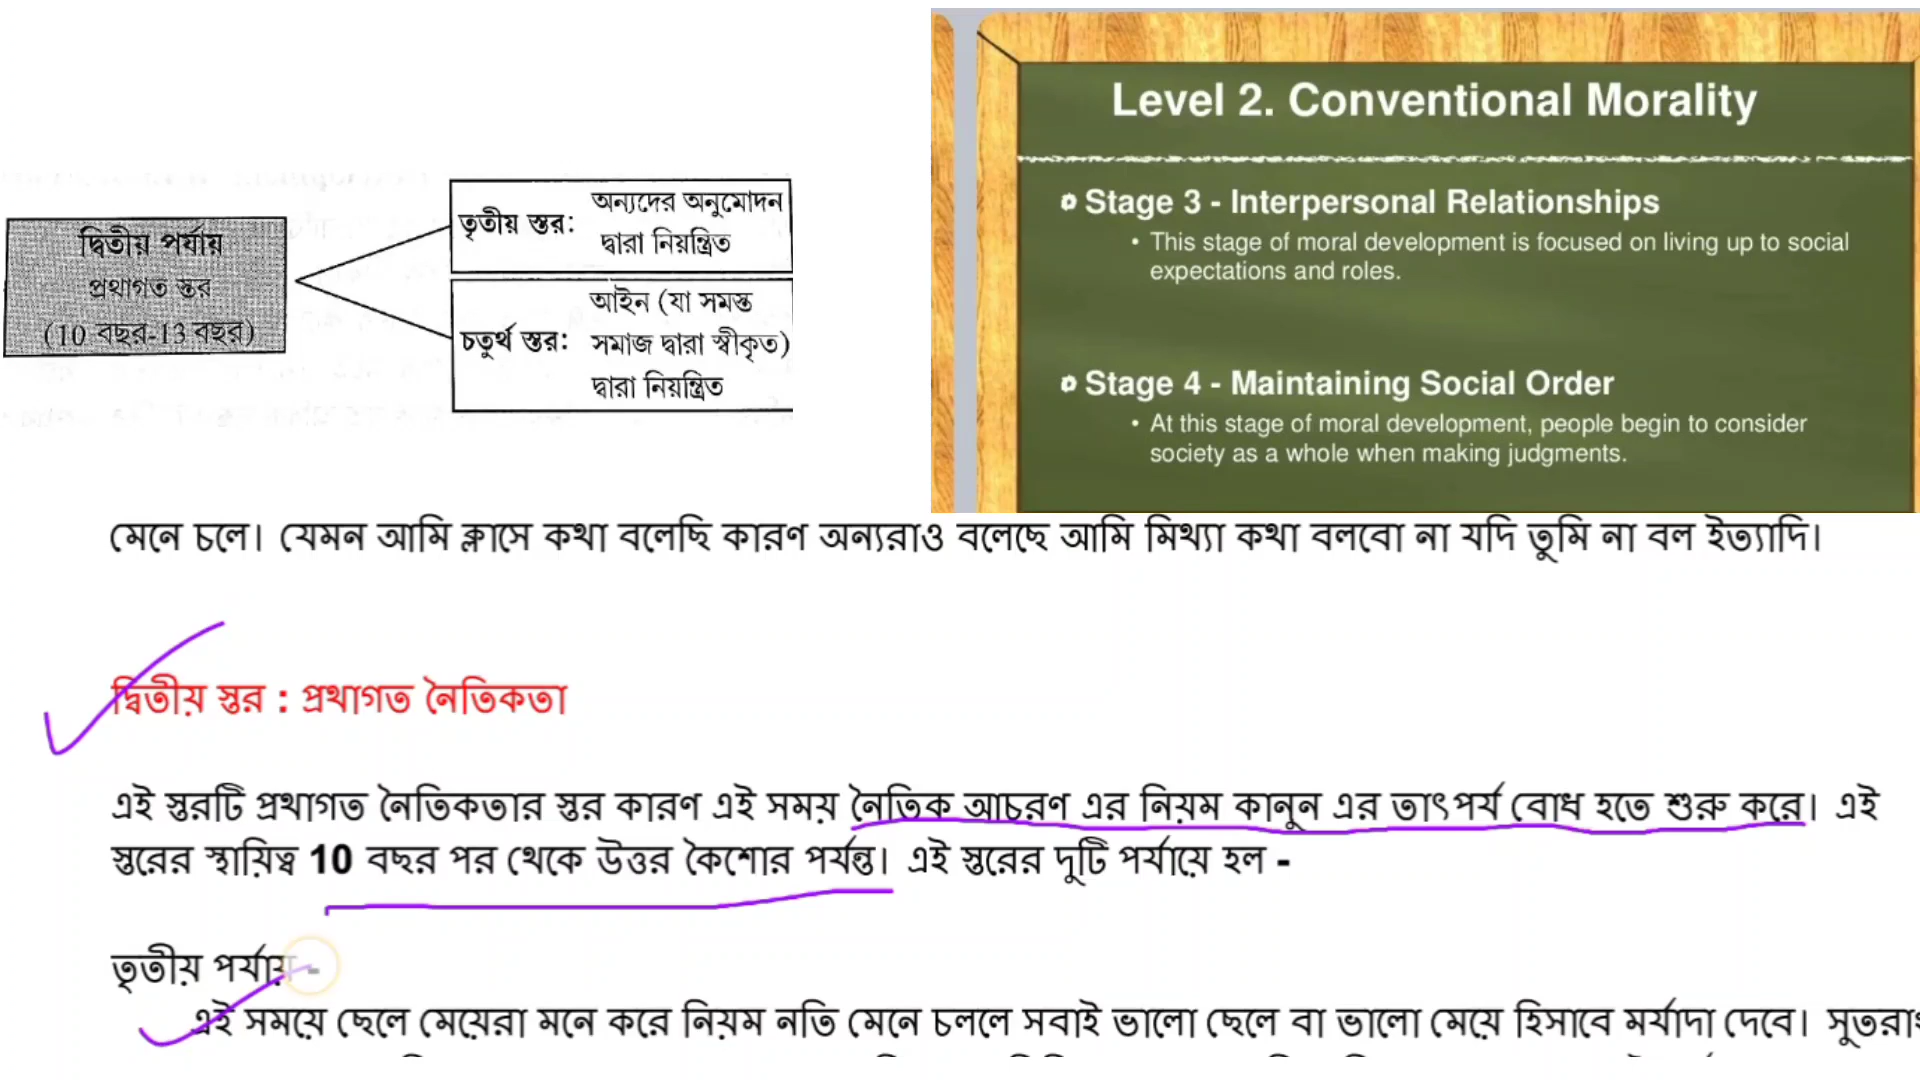 দ্বিতীয় পর্যায়
প্রথাগত স্তর
(10 বছর-13 বছর)
তৃতীয় স্তর: অন্যদের অনুমোদন
দ্বারা নিয়ন্ত্রিত
আইন (যা সমস্ত
চতুর্থ স্তর: সমাজ দ্বারা স্বীকৃত)
দ্বারা নিয়ন্ত্রিত
Level 2. Conventional Morality
Stage 3 - Interpersonal Relationships
• This stage of moral development is focused on living up to social
expectations and roles.
Stage 4 - Maintaining Social Order
• At this stage of moral development, people begin to consider
society as a whole when making judgments.
মেনে চলে। যেমন আমি ক্লাসে কথা বলেছি কারণ অন্যরাও বলেছে আমি মিথ্যা কথা বলবো না যদি তুমি না বল ইত্যাদি।
দ্বিতীয় স্তর : প্রথাগত নৈতিকতা
এই স্তরটি প্রথাগত নৈতিকতার স্তর কারণ এই সময় নৈতিক আচরণ এর নিয়ম কানুন এর তাৎপর্য বোধ হতে শুরু করে। এই
স্তরের স্থায়িত্ব 10 বছর পর থেকে উত্তর কৈশোর পর্যন্ত। এই স্তরের দুটি পর্যায়ে হল -
তৃতীয় পর্যায় -
এই সময়ে ছেলে মেয়েরা মনে করে নিয়ম নতি মেনে চললে সবাই ভালো ছেলে বা ভালো মেয়ে হিসাবে মর্যাদা দেবে।